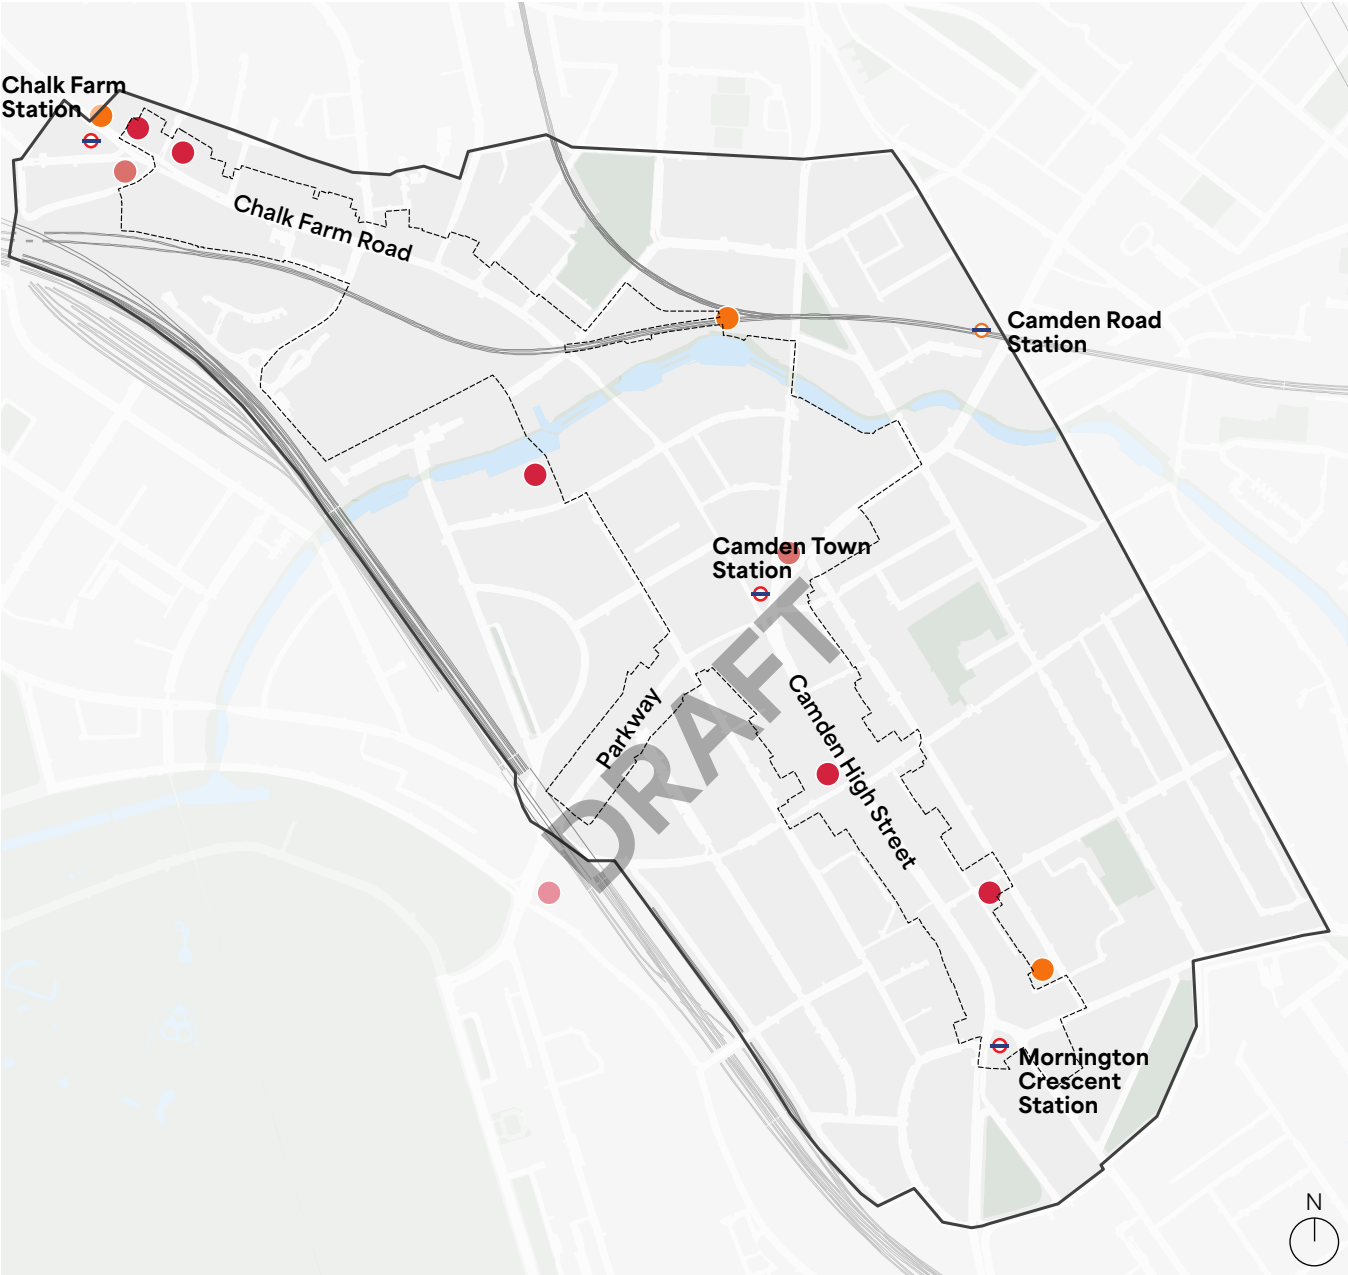 Chalk Farm
Station
Chalk Farm Road
Camden Road
Station
Camden Town
Station
DRAFT
Parkway
Camden High Street
Mornington
Crescent
Station
N